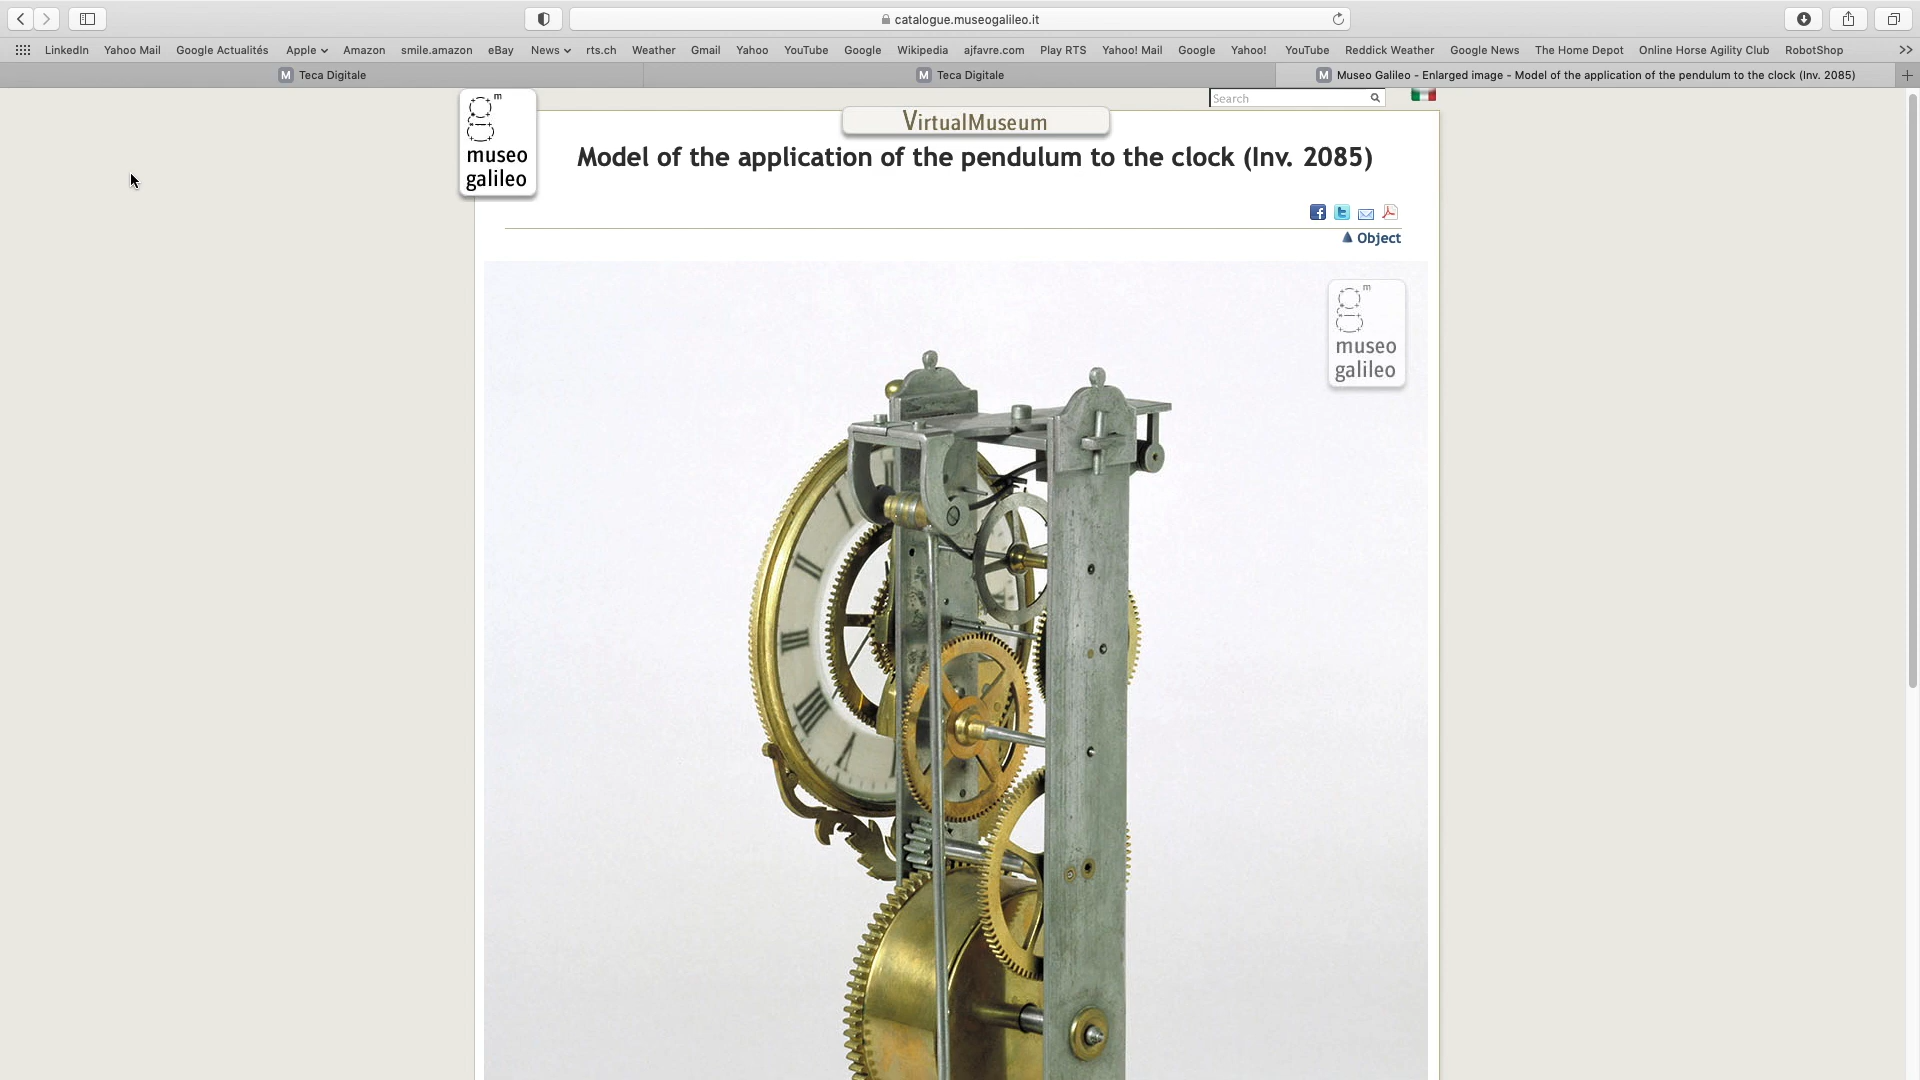 catalogue.museogalileo.it
LinkedIn Yahoo Mail Google Actualités Apple Amazon smile.amazon eBay News rts.ch Weather Gmail Yahoo YouTube Google Wikipedia ajfavre.com Play RTS Yahoo! Mail Google Yahoo! YouTube Reddick Weather Google News The Home Depot Online Horse Agility Club RobotShop
M Teca Digitale M Teca Digitale M Museo Galileo - Enlarged image - Model of the application of the pendulum to the clock (Inv. 2085)
Search
m
museo
galileo
VirtualMuseum
Model of the application of the pendulum to the clock (Inv. 2085)
Object
m
museo
galileo